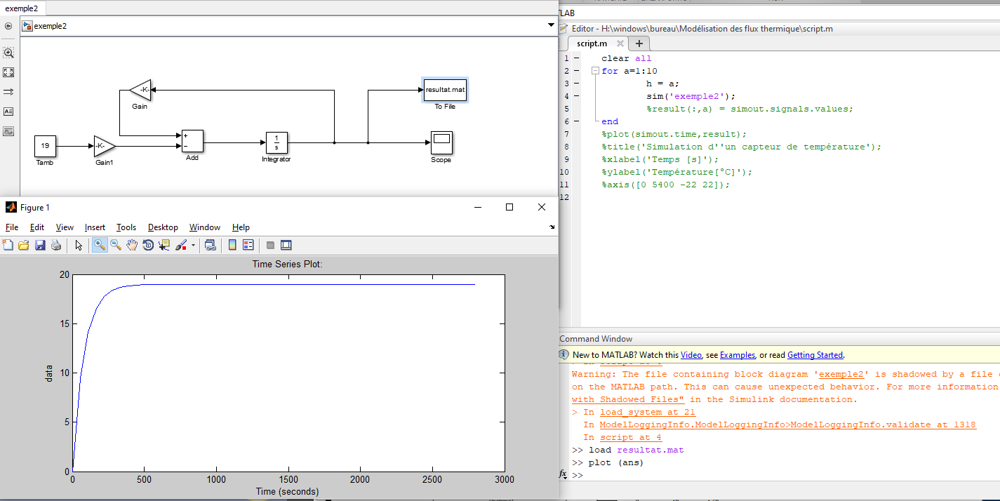 exemple2
exemple2
-K-
Gain
resultat.mat
To File
19
Tamb
-K-
Gain1
+
−
Add
1
s
Integrator
Scope
Figure 1
File Edit View Insert Tools Desktop Window Help
Time Series Plot:
20
15
10
5
0
data
0 500 1000 1500 2000 2500 3000
Time (seconds)
TLAB
Editor - H:\windows\bureau\Modélisation des flux thermique\script.m
script.m
1 clear all
2 for a=1:10
3 h = a;
4 sim('exemple2');
5 %result(:,a) = simout.signals.values;
6 end
7 %plot(simout.time,result);
8 %title('Simulation d''un capteur de température');
9 %xlabel('Temps [s]');
10 %ylabel('Température[°C]');
11 %axis([0 5400 -22 22]);
12
Command Window
New to MATLAB? Watch this Video, see Examples, or read Getting Started.
Warning: The file containing block diagram 'exemple2' is shadowed by a file
on the MATLAB path. This can cause unexpected behavior. For more information
with Shadowed Files" in the Simulink documentation.
> In load_system at 21
In ModelLoggingInfo.ModelLoggingInfo>ModelLoggingInfo.validate at 1318
In script at 4
>> load resultat.mat
>> plot (ans)
fx >>